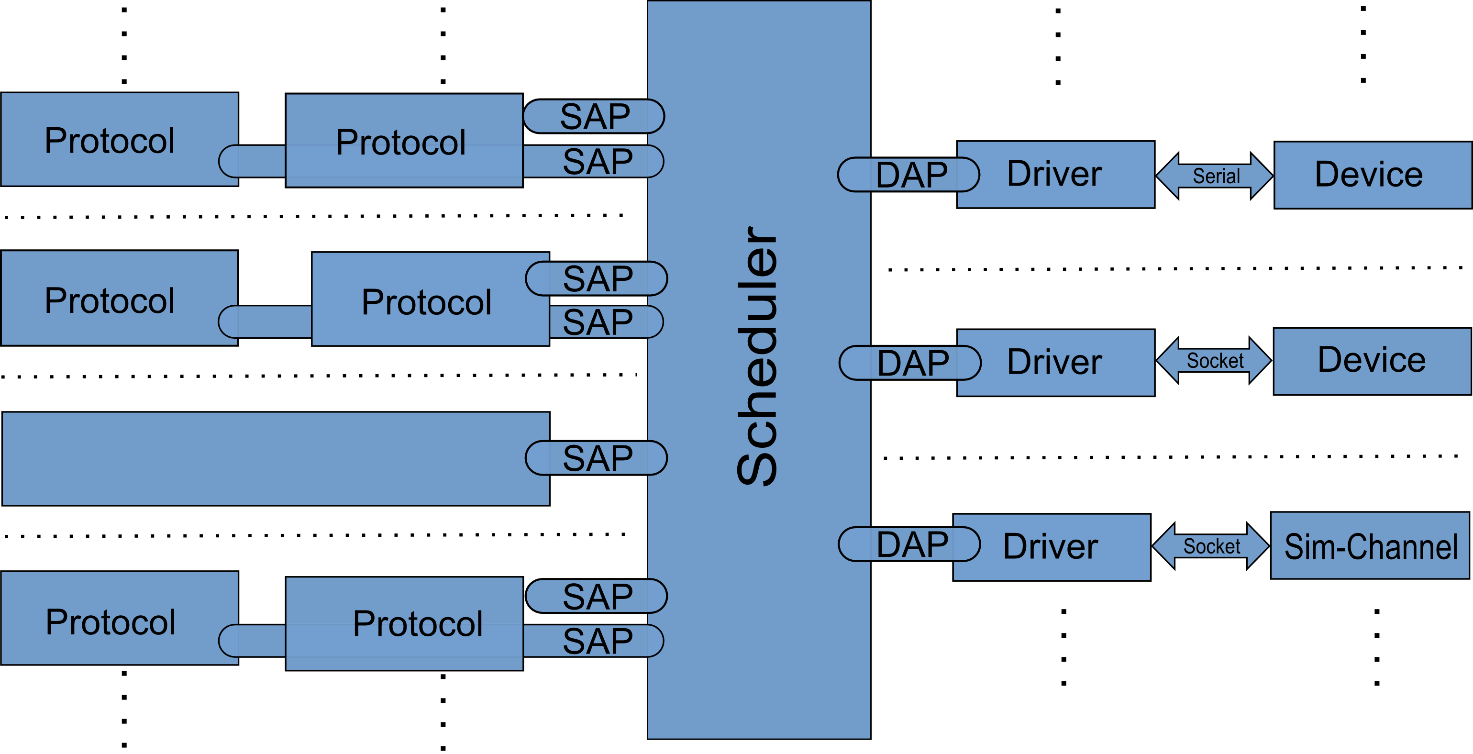 Protocol
Protocol
SAP
SAP
Protocol
Protocol
SAP
SAP
SAP
Protocol
Protocol
SAP
SAP
Scheduler
DAP
Driver
Serial
Device
DAP
Driver
Socket
Device
DAP
Driver
Socket
Sim-Channel